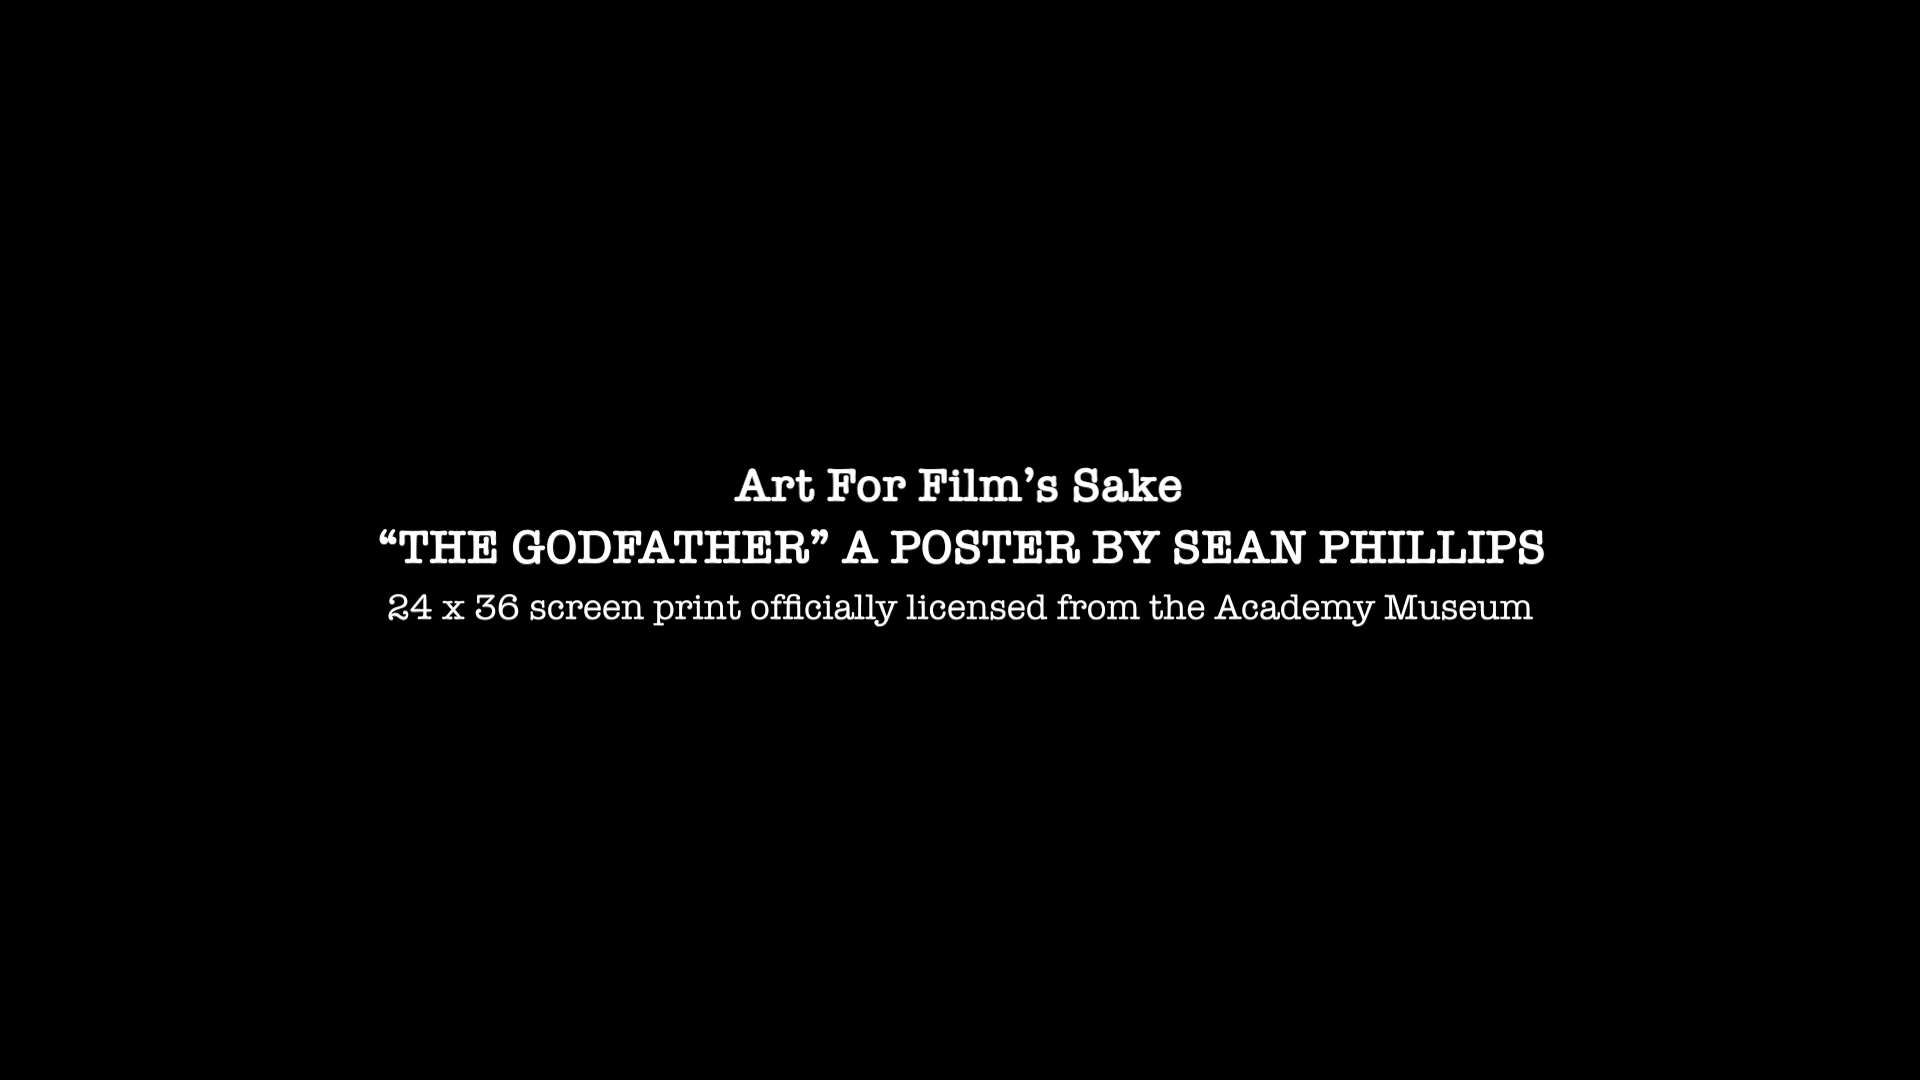 Art For Film’s Sake
“THE GODFATHER” A POSTER BY SEAN PHILLIPS
24 x 36 screen print officially licensed from the Academy Museum